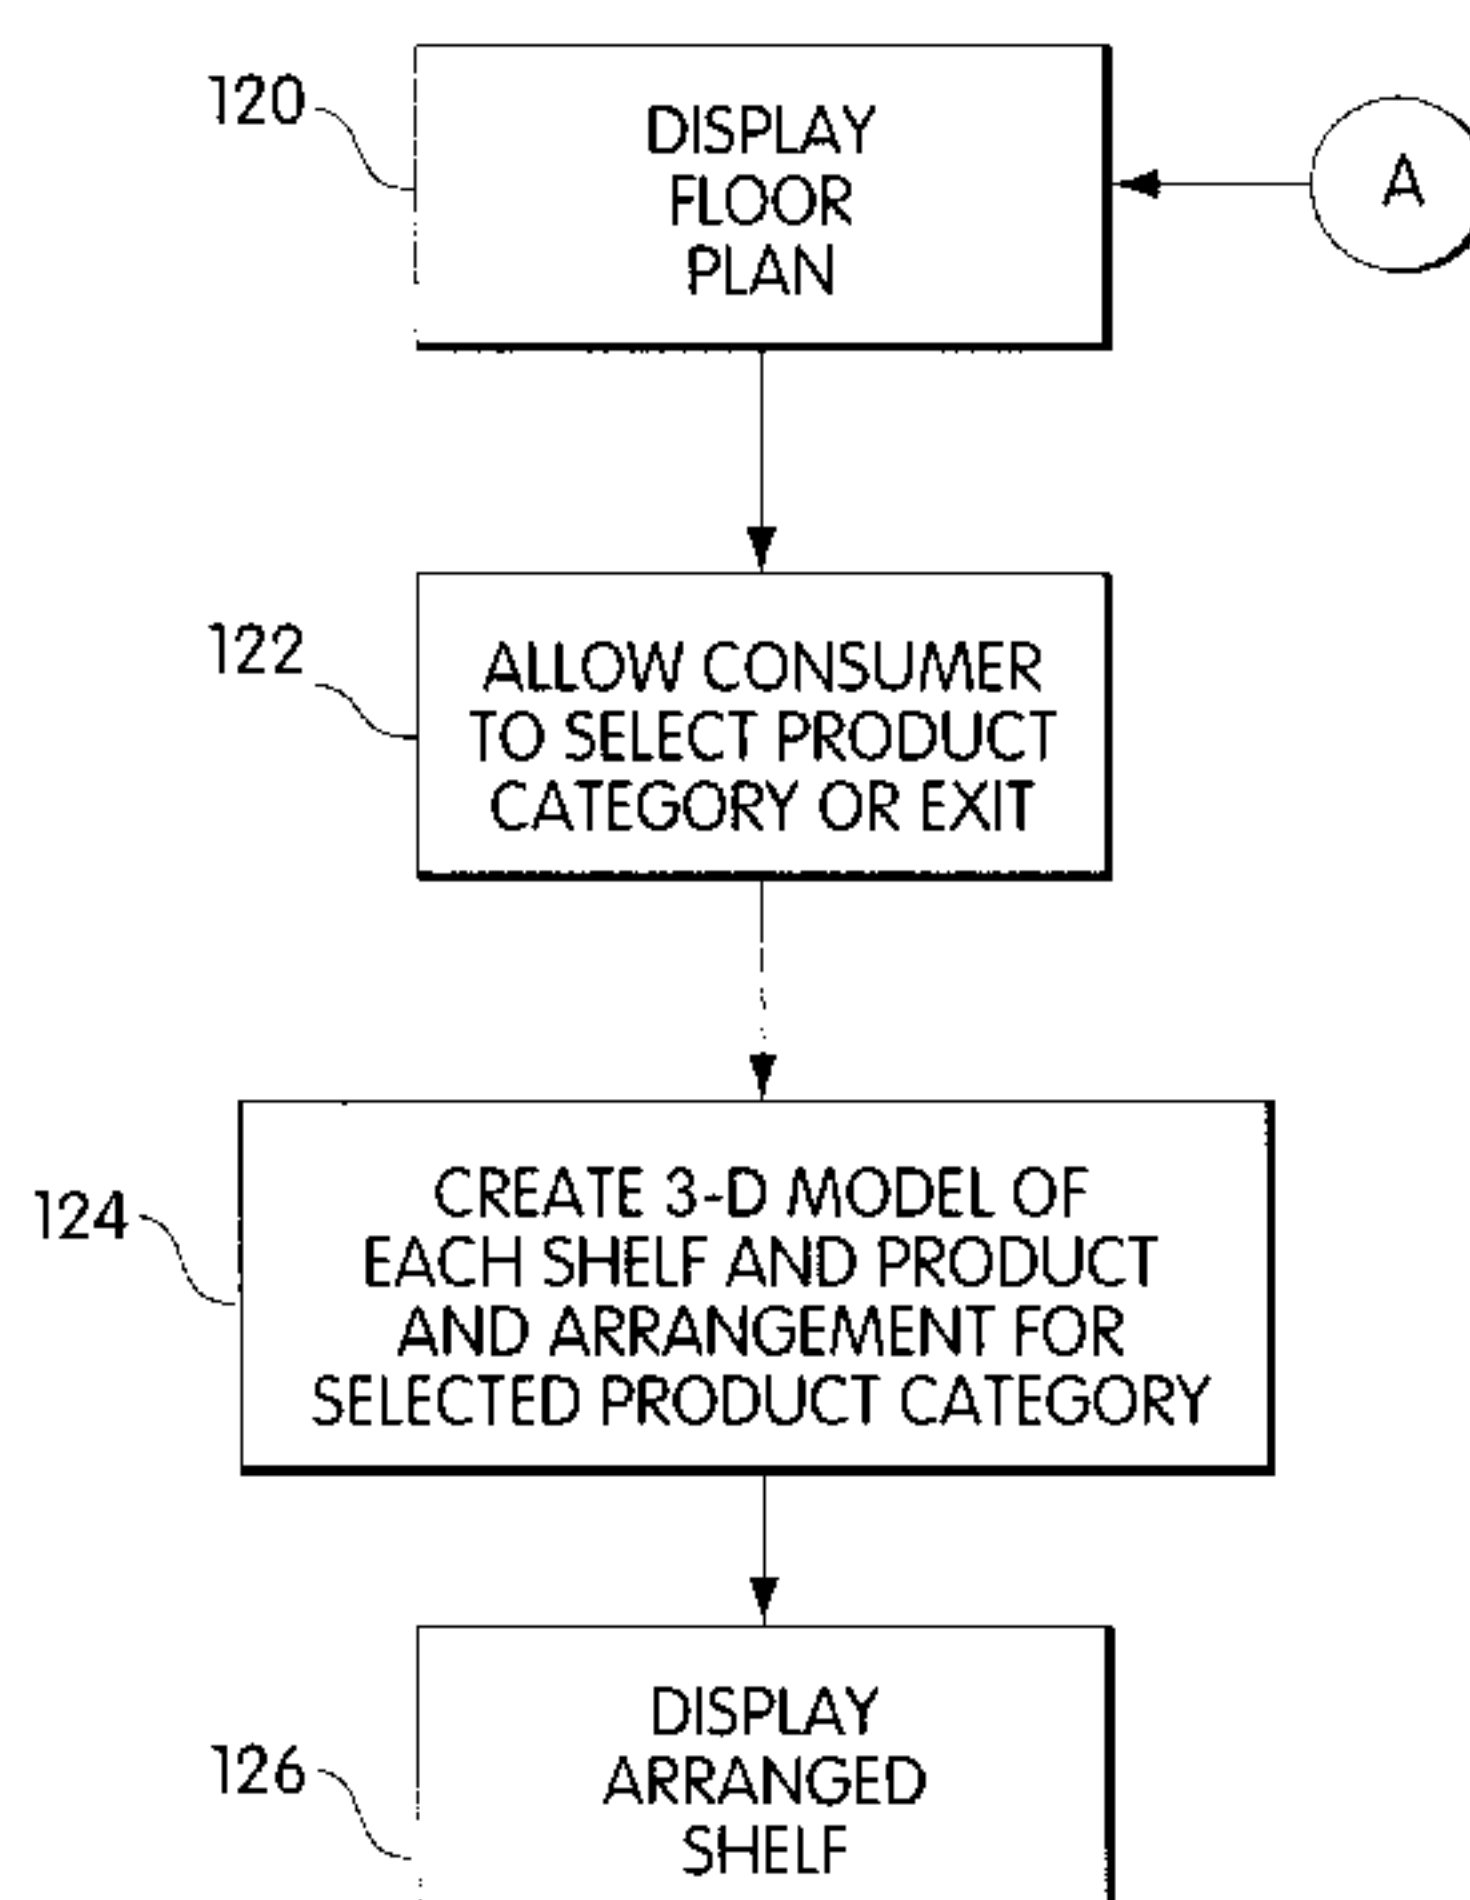 120
DISPLAY
FLOOR
PLAN
A
122
ALLOW CONSUMER
TO SELECT PRODUCT
CATEGORY OR EXIT
124
CREATE 3-D MODEL OF
EACH SHELF AND PRODUCT
AND ARRANGEMENT FOR
SELECTED PRODUCT CATEGORY
126
DISPLAY
ARRANGED
SHELF